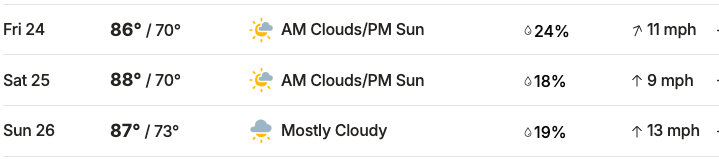 Fri 24 86° / 70° AM Clouds/PM Sun 24% 11 mph
Sat 25 88° / 70° AM Clouds/PM Sun 18% 9 mph
Sun 26 87° / 73° Mostly Cloudy 19% 13 mph